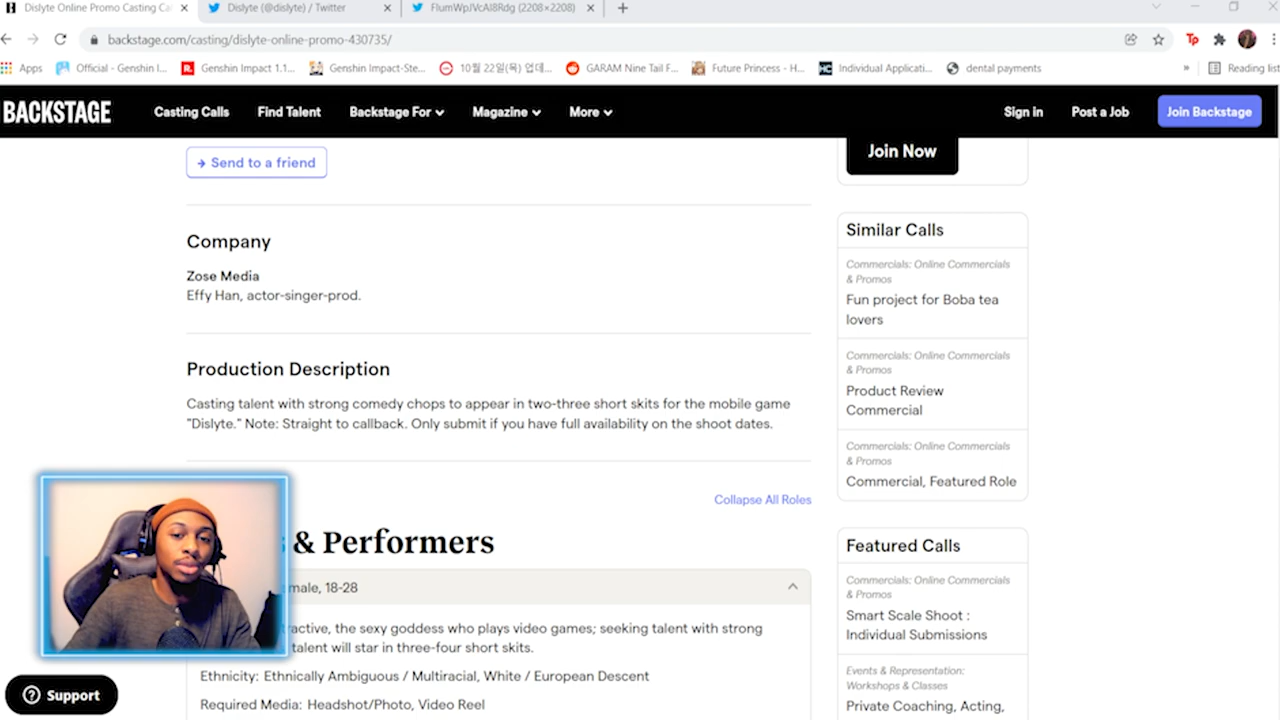 Dislyte Online Promo Casting Ca
Dislyte (@dislyte) / Twitter
FlumWpJVcAI8Rdg (2208×2208)
backstage.com/casting/dislyte-online-promo-430735/
Apps
Official - Genshin I...
Genshin Impact 1.1...
Genshin Impact-Ste...
10월 22일(목) 업데...
GARAM Nine Tail F...
Future Princess - H...
Individual Applicati...
dental payments
»
Reading list
BACKSTAGE
Casting Calls
Find Talent
Backstage For
Magazine
More
Sign in
Post a Job
Join Backstage
Send to a friend
Join Now
Company
Zose Media
Effy Han, actor-singer-prod.
Production Description
Casting talent with strong comedy chops to appear in two-three short skits for the mobile game
"Dislyte." Note: Straight to callback. Only submit if you have full availability on the shoot dates.
Collapse All Roles
& Performers
male, 18-28
ractive, the sexy goddess who plays video games; seeking talent with strong
talent will star in three-four short skits.
Ethnicity: Ethnically Ambiguous / Multiracial, White / European Descent
Required Media: Headshot/Photo, Video Reel
Support
Similar Calls
Commercials: Online Commercials
& Promos
Fun project for Boba tea
lovers
Commercials: Online Commercials
& Promos
Product Review
Commercial
Commercials: Online Commercials
& Promos
Commercial, Featured Role
Featured Calls
Commercials: Online Commercials
& Promos
Smart Scale Shoot :
Individual Submissions
Events & Representation:
Workshops & Classes
Private Coaching, Acting,